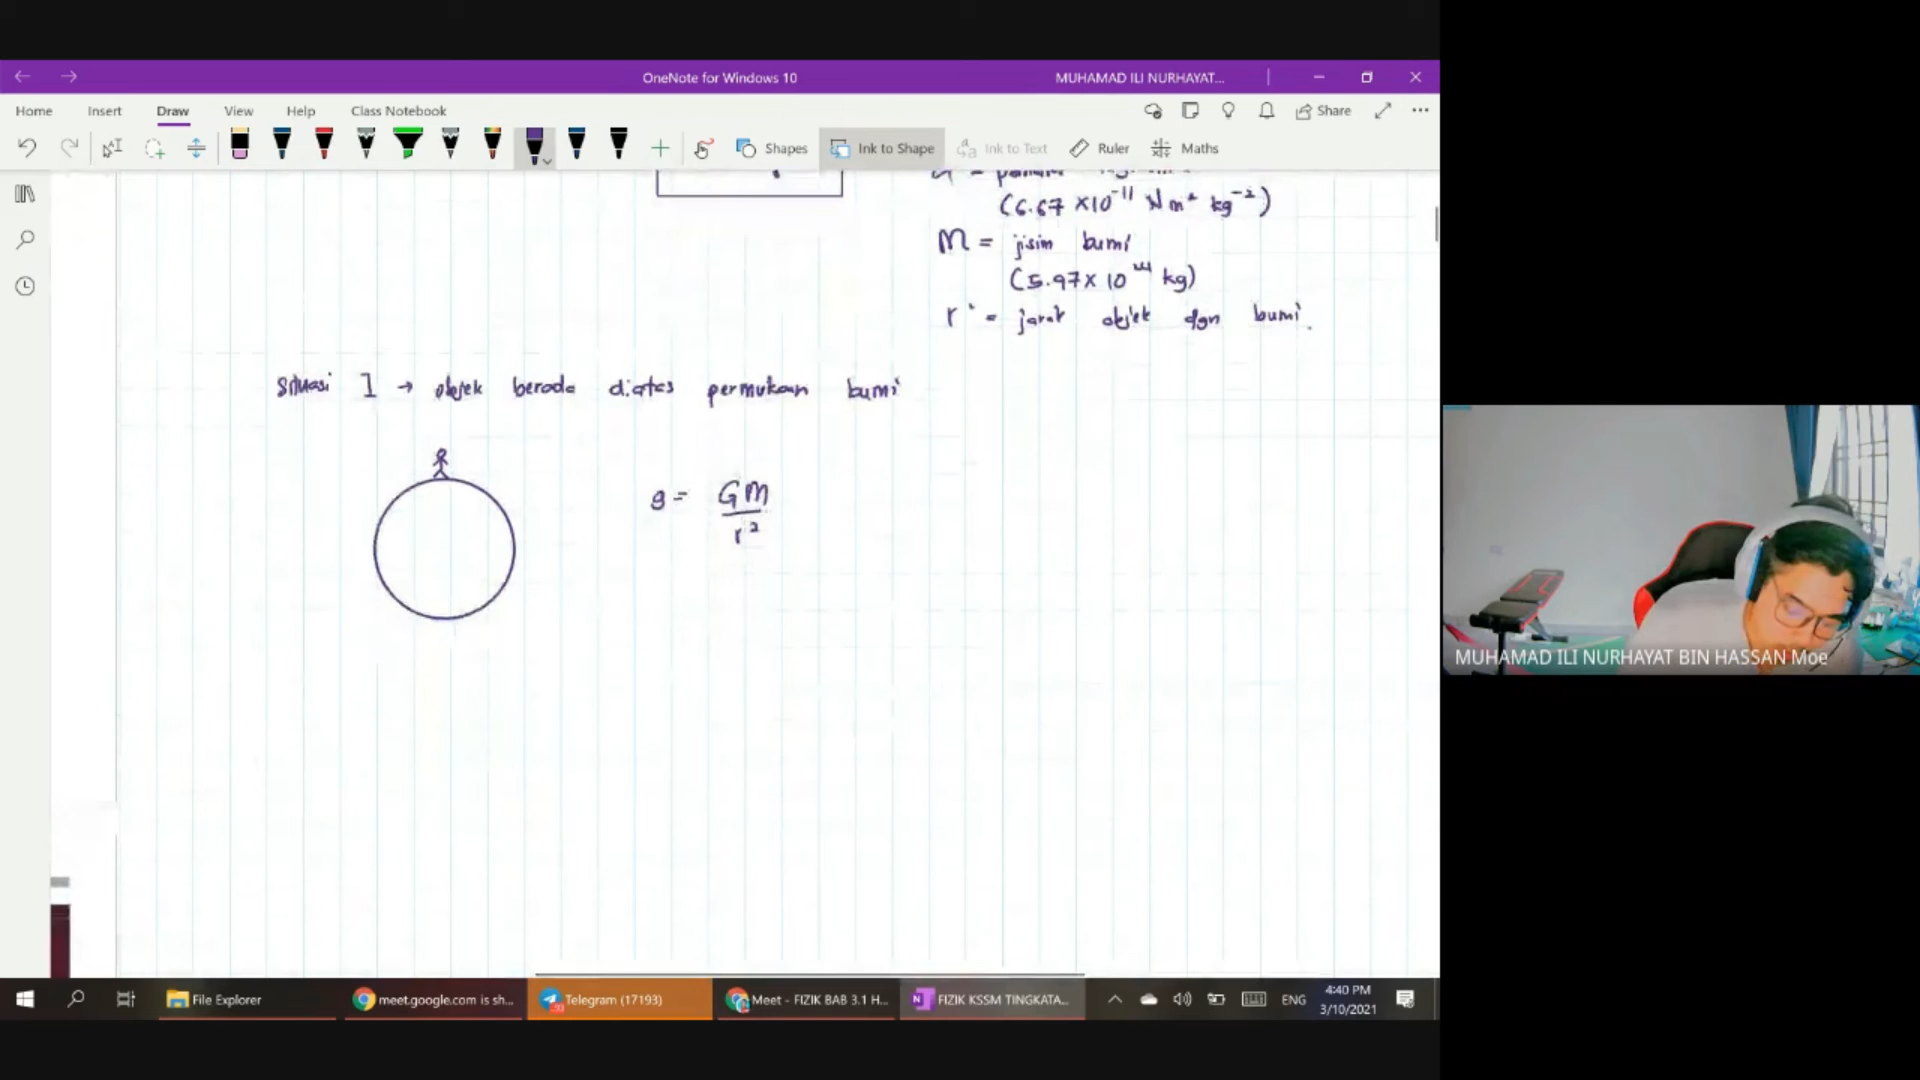 OneNote for Windows 10
MUHAMAD ILI NURHAYAT...
Home Insert Draw View Help Class Notebook
Share
Shapes Ink to Shape Ink to Text Ruler Maths
(6.67 ×10⁻¹¹ Nm² kg⁻²)
M = jisim bumi
(5.97 × 10²⁴ kg)
r = jarak objek dgn bumi.
Situasi 1 → objek berada diatas permukaan bumi
g = GM
r²
MUHAMAD ILI NURHAYAT BIN HASSAN Moe
File Explorer
meet.google.com is sh...
Telegram (17193)
Meet - FIZIK BAB 3.1 H...
FIZIK KSSM TINGKATA...
ENG
4:40 PM
3/10/2021